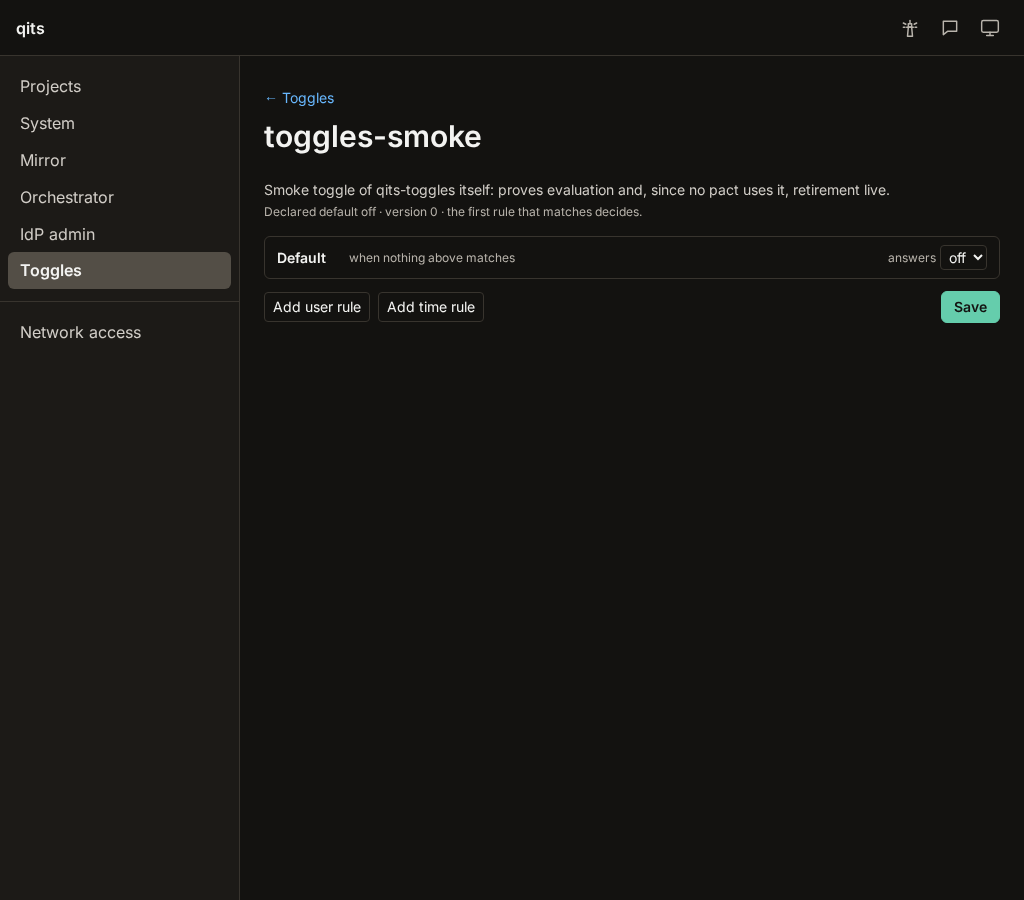 qits
Projects
System
Mirror
Orchestrator
IdP admin
Toggles
Network access
← Toggles
toggles-smoke
Smoke toggle of qits-toggles itself: proves evaluation and, since no pact uses it, retirement live.
Declared default off · version 0 · the first rule that matches decides.
Default when nothing above matches answers off
Add user rule Add time rule Save